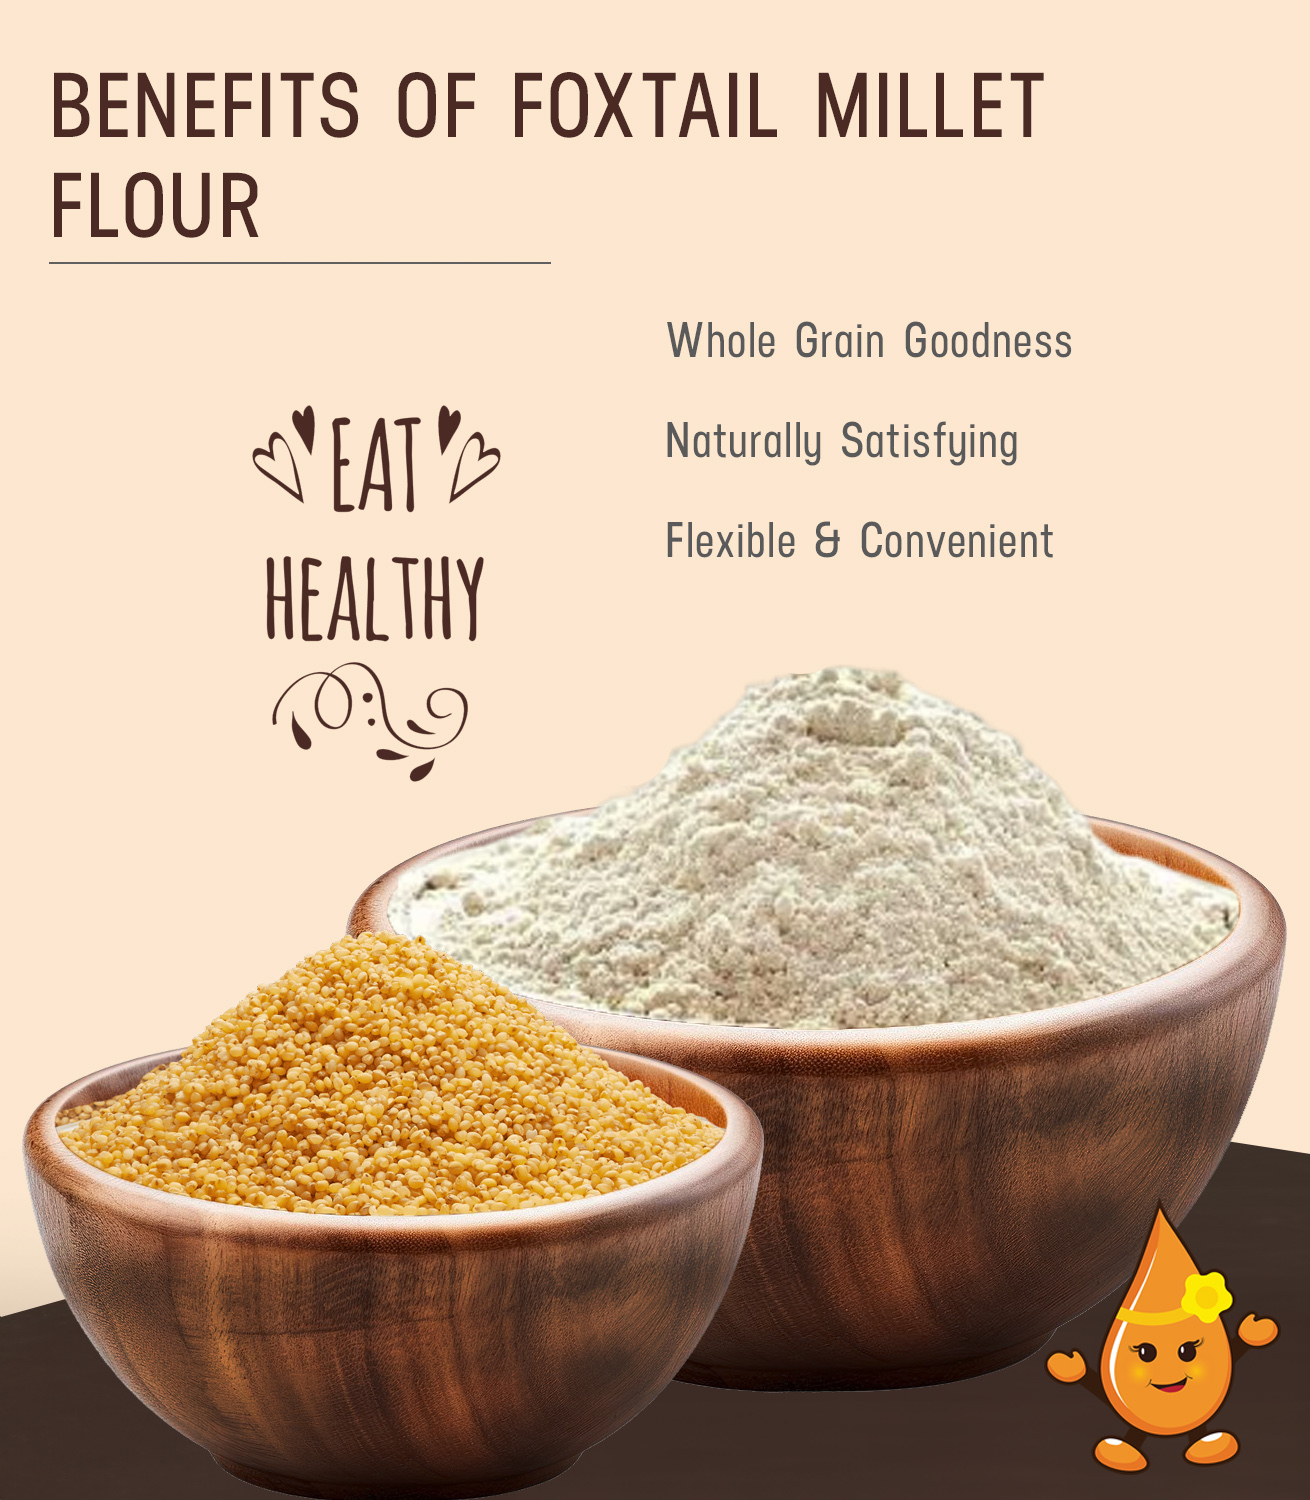 BENEFITS OF FOXTAIL MILLET
FLOUR
Whole Grain Goodness
Naturally Satisfying
Flexible & Convenient
EAT
HEALTHY